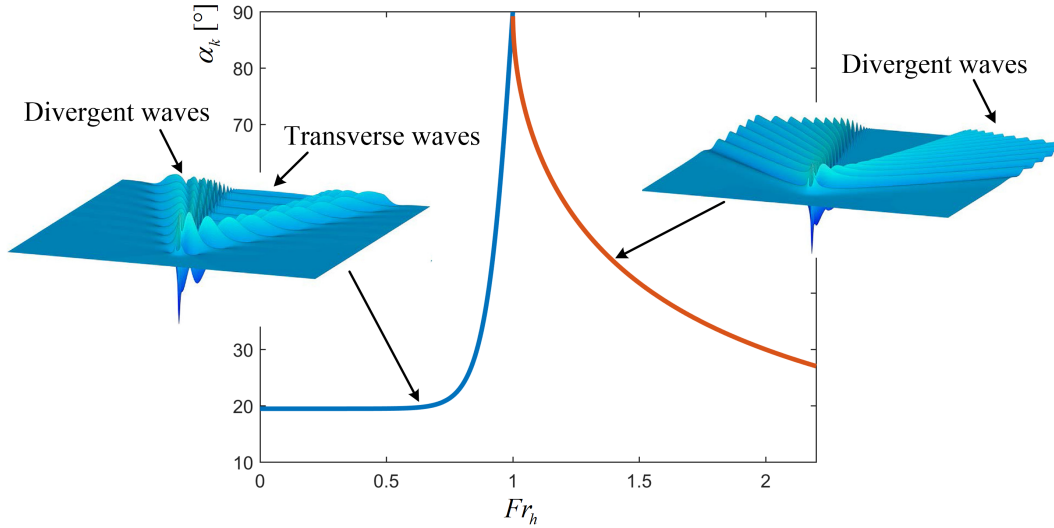 90
α_k [°]
80
Divergent waves
Divergent waves
70
Transverse waves
30
20
10
0
0.5
1
1.5
2
Fr_h